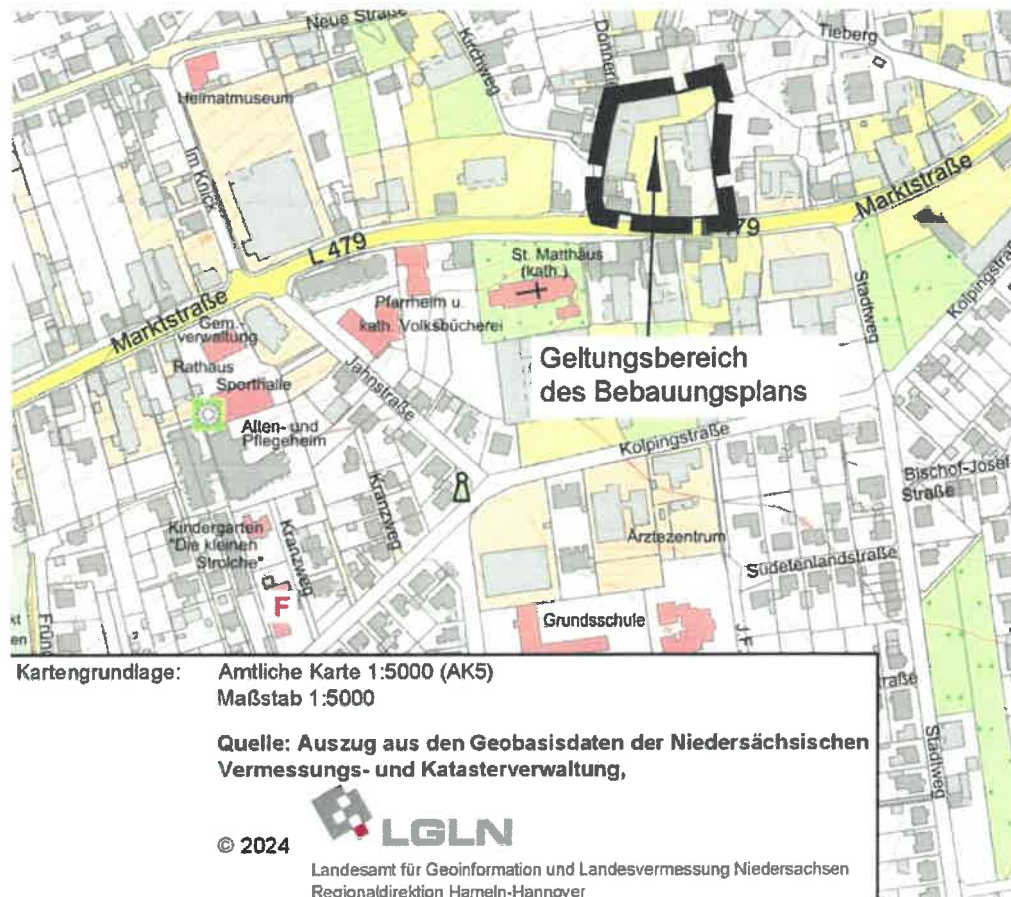 Neue Straße
Kirchweg
Tieberg
Heimatmuseum
Im Knick
L 479
Marktstraße
St. Matthäus
(kath.)
Pfarrheim u.
kath. Volksbücherei
Marktstraße
Gem.-
verwaltung
Rathaus
Sporthalle
Jahnstraße
Stadtweg
Kolpingstraße
Geltungsbereich
des Bebauungsplans
Alten- und
Pflegeheim
Kolpingstraße
Bischof-Josef-
Straße
Kranzweg
Kindergarten
"Die kleinen
Strolche"
Kranzweg
Ärztezentrum
Sudetenlandstraße
F
Grundsschule
J.F.
Stadtweg
Kartengrundlage: Amtliche Karte 1:5000 (AK5)
Maßstab 1:5000
Quelle: Auszug aus den Geobasisdaten der Niedersächsischen
Vermessungs- und Katasterverwaltung,
© 2024 LGLN
Landesamt für Geoinformation und Landesvermessung Niedersachsen
Regionaldirektion Hameln-Hannover